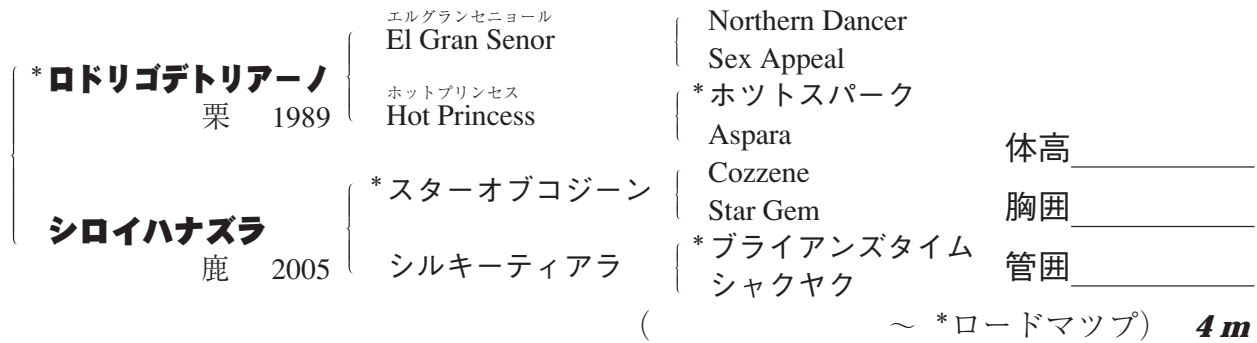 エルグランセニョール
El Gran Senor
Northern Dancer
Sex Appeal
*ロドリゴデトリアーノ
栗 1989
ホットプリンセス
Hot Princess
*ホツトスパーク
Aspara
体高
*スターオブコジーン
Cozzene
Star Gem
胸囲
シロイハナズラ
鹿 2005
シルキーティアラ
*ブライアンズタイム
シャクヤク
管囲
( ～ *ロードマツプ) 4 m